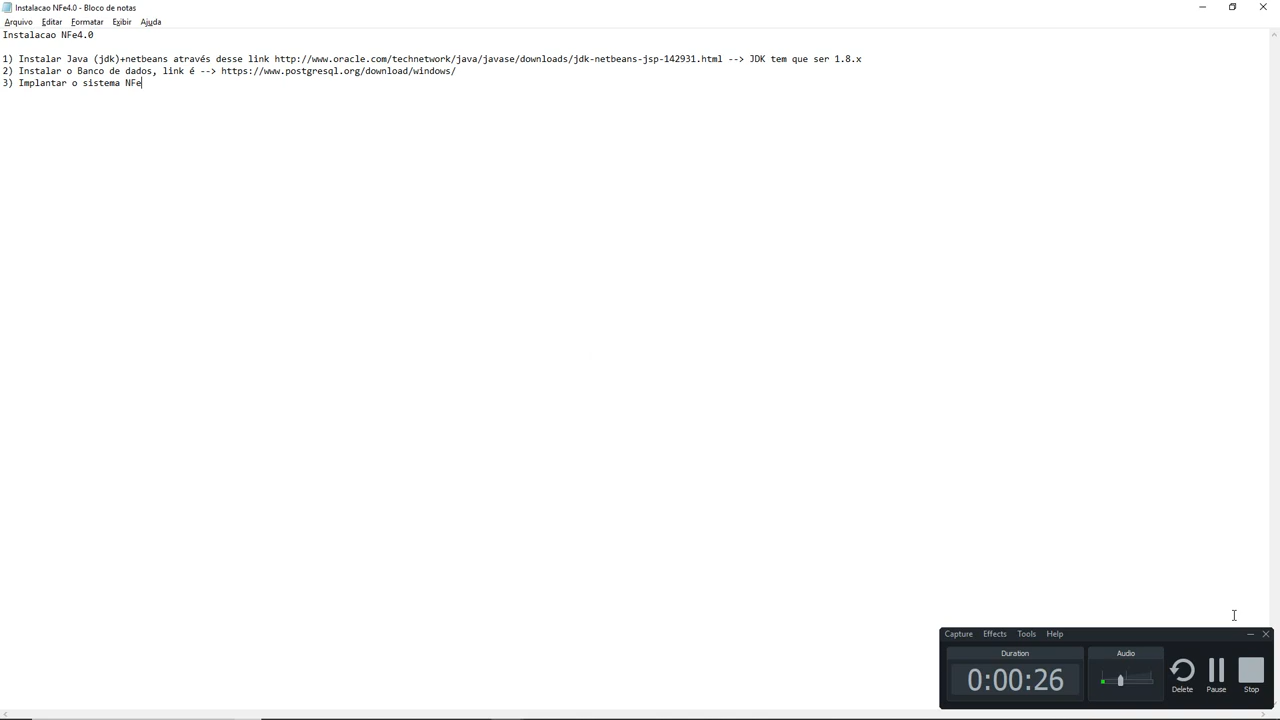 Instalacao NFe4.0 - Bloco de notas
Arquivo Editar Formatar Exibir Ajuda
Instalacao NFe4.0
1) Instalar Java (jdk)+netbeans através desse link http://www.oracle.com/technetwork/java/javase/downloads/jdk-netbeans-jsp-142931.html --> JDK tem que ser 1.8.x
2) Instalar o Banco de dados, link é --> https://www.postgresql.org/download/windows/
3) Implantar o sistema NFe
Capture Effects Tools Help
Duration Audio
0:00:26
Delete Pause Stop